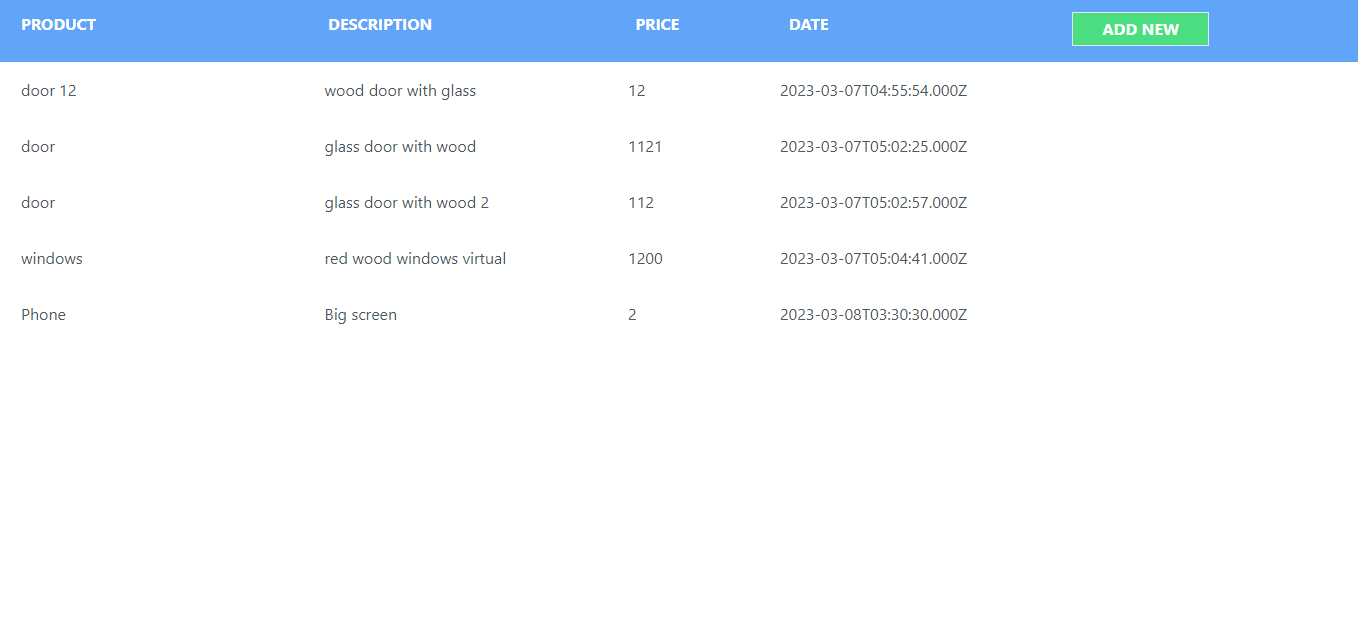 PRODUCT DESCRIPTION PRICE DATE ADD NEW
door 12 wood door with glass 12 2023-03-07T04:55:54.000Z
door glass door with wood 1121 2023-03-07T05:02:25.000Z
door glass door with wood 2 112 2023-03-07T05:02:57.000Z
windows red wood windows virtual 1200 2023-03-07T05:04:41.000Z
Phone Big screen 2 2023-03-08T03:30:30.000Z